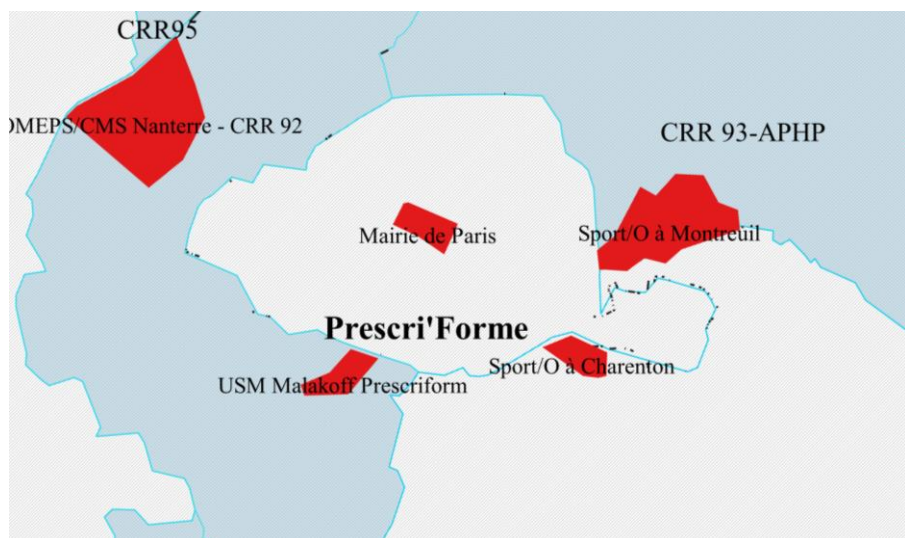 CRR95
OMEPS/CMS Nanterre - CRR 92
CRR 93-APHP
Mairie de Paris
Sport/O à Montreuil
Prescri'Forme
USM Malakoff Prescriform
Sport/O à Charenton